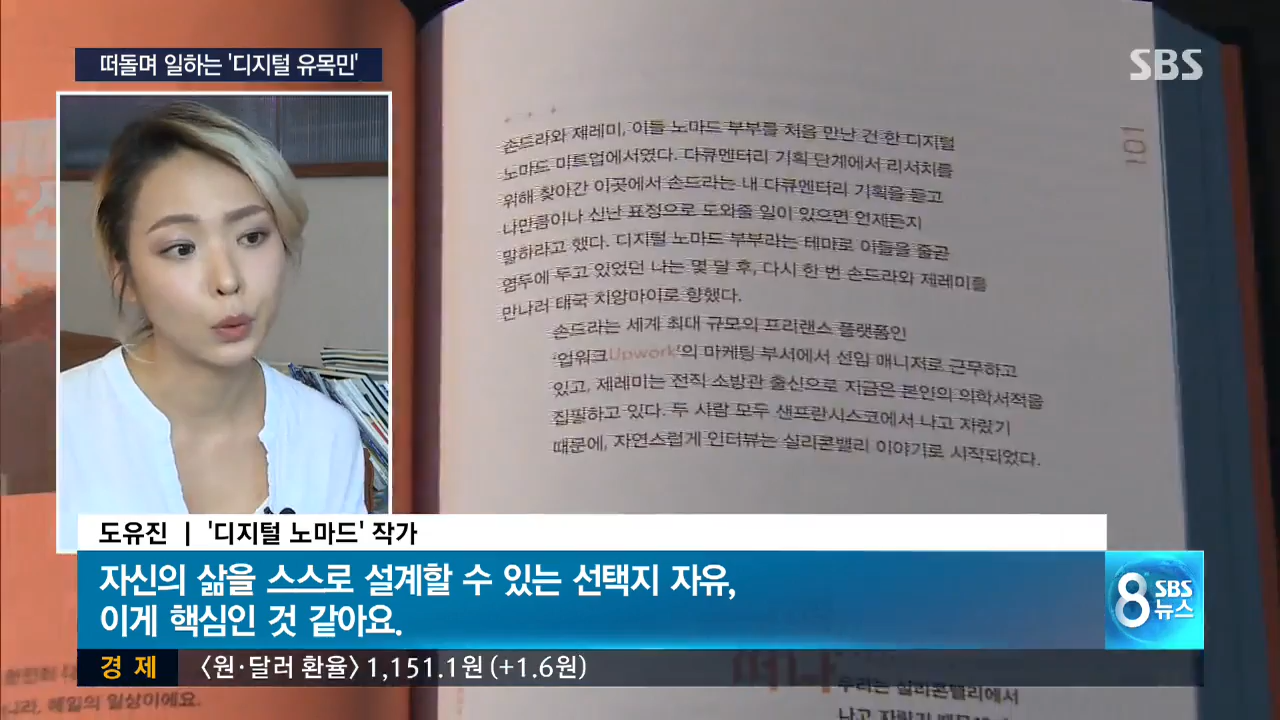 떠돌며 일하는 '디지털 유목민'
SBS
101
손드라와 제레미, 이들 노마드 부부를 처음 만난 건 한 디지털
노마드 미트업에서였다. 다큐멘터리 기획 단계에서 리서치를
위해 찾아간 이곳에서 손드라는 내 다큐멘터리 기획을 듣고
나만큼이나 신난 표정으로 도와줄 일이 있으면 언제든지
말하라고 했다. 디지털 노마드 부부라는 테마로 이들을 줄곧
염두에 두고 있었던 나는 몇 달 후, 다시 한 번 손드라와 제레미를
만나러 태국 치앙마이로 향했다.
손드라는 세계 최대 규모의 프리랜스 플랫폼인
'업워크Upwork'의 마케팅 부서에서 선임 매니저로 근무하고
있고, 제레미는 전직 소방관 출신으로 지금은 본인의 의학서적을
집필하고 있다. 두 사람 모두 샌프란시스코에서 나고 자랐기
때문에, 자연스럽게 인터뷰는 실리콘밸리 이야기로 시작되었다.
도유진 | '디지털 노마드' 작가
자신의 삶을 스스로 설계할 수 있는 선택지 자유,
이게 핵심인 것 같아요.
8 SBS 뉴스
경제 〈원·달러 환율〉 1,151.1원 (+1.6원)
매일의 일상이에요.
우리는 실리콘밸리에서
나고 자랐기